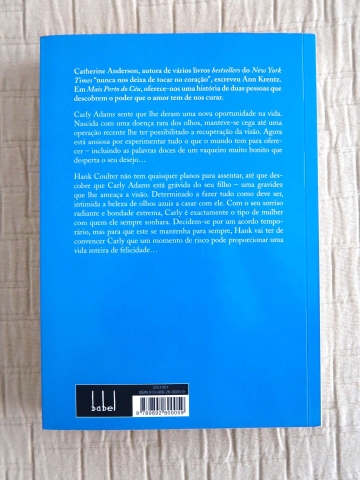 Catherine Anderson, autora de vários livros bestsellers do New York
Times “nunca nos deixa de tocar no coração”, escreveu Ann Krentz.
Em Mais Perto do Céu, oferece-nos uma história de duas pessoas que
descobrem o poder que o amor tem de nos curar.
Carly Adams sente que lhe deram uma nova oportunidade na vida.
Nascida com uma doença rara dos olhos, manteve-se cega até uma
operação recente lhe ter possibilitado a recuperação da visão. Agora
está ansiosa por experimentar tudo o que o mundo tem para ofere-
cer – incluindo as palavras doces de um vaqueiro muito bonito que
desperta o seu desejo…
Hank Coulter não tem quaisquer planos para assentar, até que des-
cobre que Carly Adams está grávida do seu filho – uma gravidez
que lhe ameaça a visão. Determinado a fazer tudo como deve ser,
intimida a beleza de olhos azuis a casar com ele. Com o seu sorriso
radiante e bondade extrema, Carly é exactamente o tipo de mulher
com quem ele sempre sonhara. Decidem-se por um acordo tempo-
rário, mas para que este se mantenha para sempre, Hank vai ter de
convencer Carly que um momento de risco pode proporcionar uma
vida inteira de felicidade…
babel
9789892800059